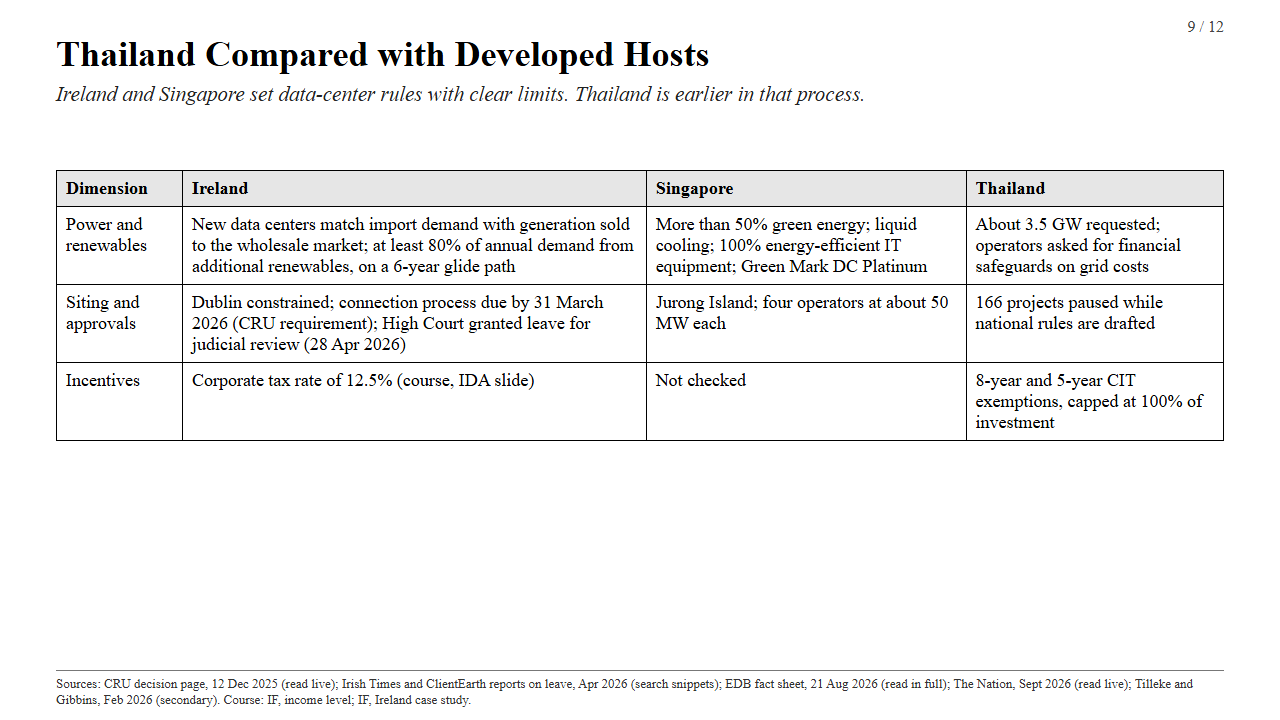 9 / 12
Thailand Compared with Developed Hosts
Ireland and Singapore set data-center rules with clear limits. Thailand is earlier in that process.
Dimension
Ireland
Singapore
Thailand
Power and
renewables
New data centers match import demand with generation sold
to the wholesale market; at least 80% of annual demand from
additional renewables, on a 6-year glide path
More than 50% green energy; liquid
cooling; 100% energy-efficient IT
equipment; Green Mark DC Platinum
About 3.5 GW requested;
operators asked for financial
safeguards on grid costs
Siting and
approvals
Dublin constrained; connection process due by 31 March
2026 (CRU requirement); High Court granted leave for
judicial review (28 Apr 2026)
Jurong Island; four operators at about 50
MW each
166 projects paused while
national rules are drafted
Incentives
Corporate tax rate of 12.5% (course, IDA slide)
Not checked
8-year and 5-year CIT
exemptions, capped at 100% of
investment
Sources: CRU decision page, 12 Dec 2025 (read live); Irish Times and ClientEarth reports on leave, Apr 2026 (search snippets); EDB fact sheet, 21 Aug 2026 (read in full); The Nation, Sept 2026 (read live); Tilleke and
Gibbins, Feb 2026 (secondary). Course: IF, income level; IF, Ireland case study.